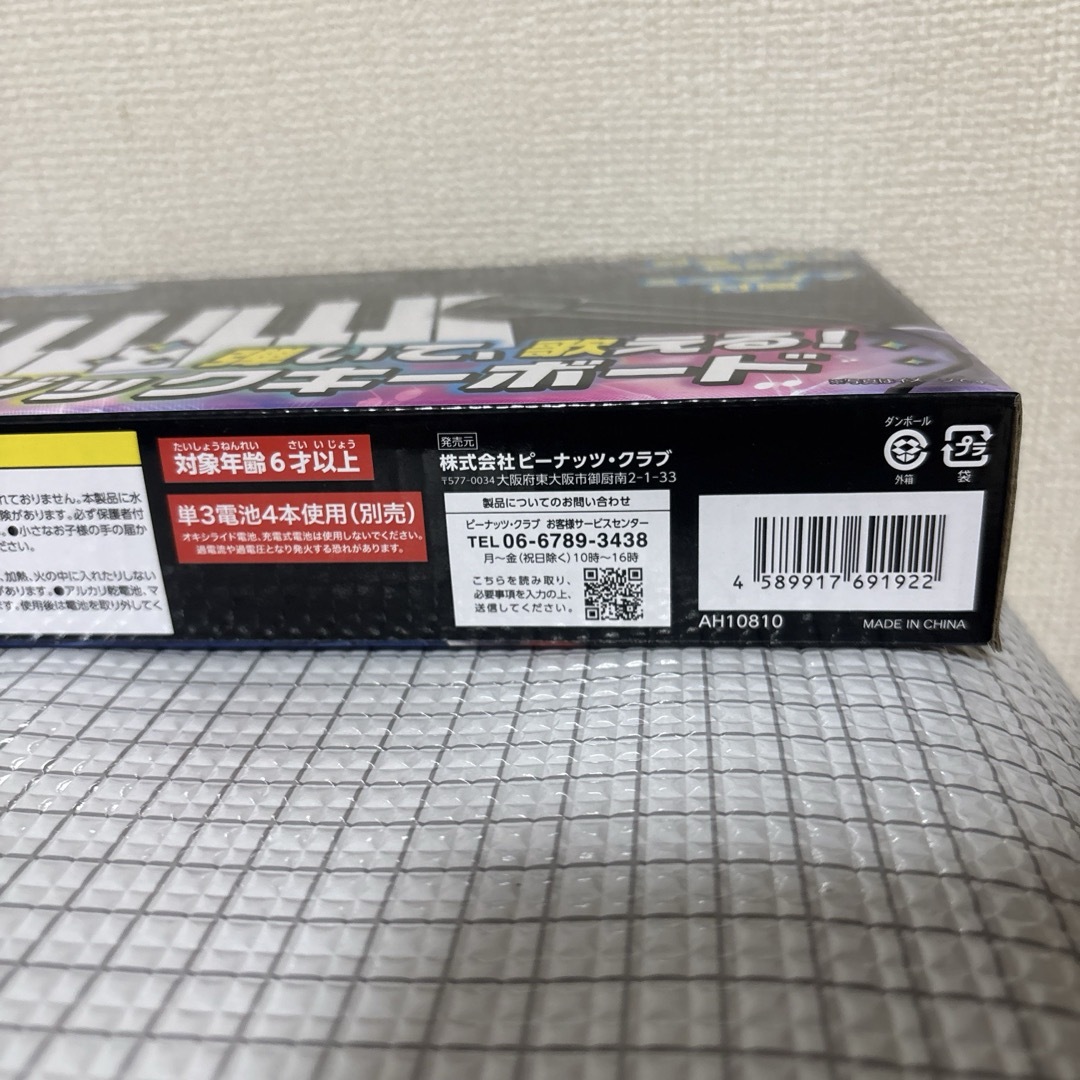 弾いて、歌える!
ックキーボード
たいしょうねんれい さい いじょう
対象年齢6才以上
単3電池4本使用(別売)
オキシライド電池、充電式電池は使用しないでください。
過電流や過電圧となり発火する恐れがあります。
れておりません。本製品に水
険があります。必ず保護者付
●小さなお子様の手の届か
ださい。
、加熱、火の中に入れたりしない
があります。●アルカリ乾電池、マ
ます。使用後は電池を取り外してく
発売元
株式会社ピーナッツ・クラブ
〒577-0034 大阪府東大阪市御厨南2-1-33
製品についてのお問い合わせ
ピーナッツ・クラブ お客様サービスセンター
TEL 06-6789-3438
月〜金(祝日除く)10時〜16時
こちらを読み取り、
必要事項を入力の上、
送信してください。
ダンボール
外箱
プラ
袋
4 589917 691922
AH10810
MADE IN CHINA